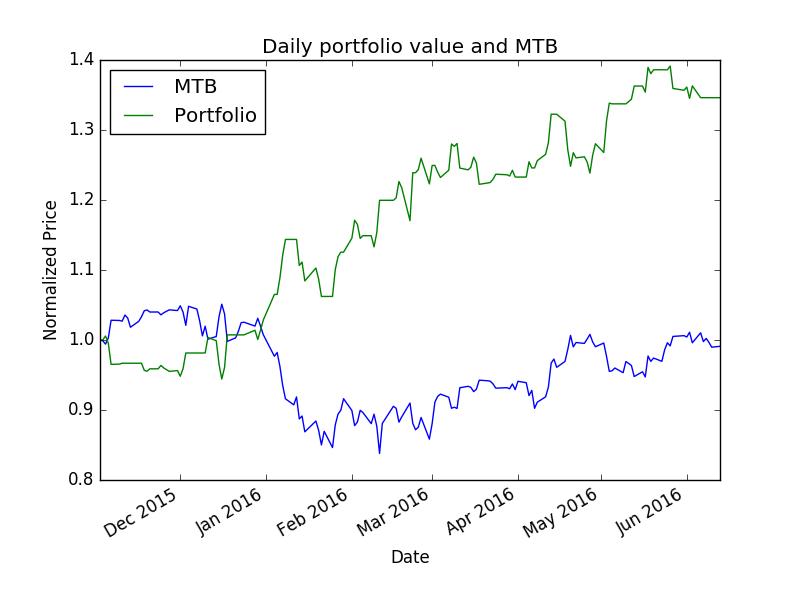 Daily portfolio value and MTB
MTB
Portfolio
1.4
1.3
1.2
1.1
1.0
0.9
0.8
Normalized Price
Dec 2015
Jan 2016
Feb 2016
Mar 2016
Apr 2016
May 2016
Jun 2016
Date